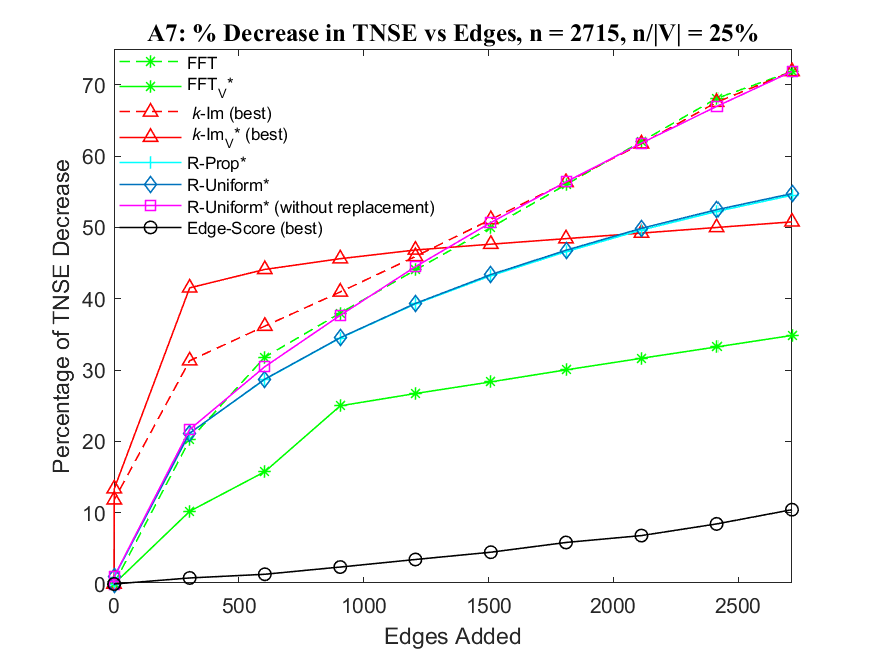 A7: % Decrease in TNSE vs Edges, n = 2715, n/|V| = 25%
FFT
FFT_V*
k-Im (best)
k-Im_V* (best)
R-Prop*
R-Uniform*
R-Uniform* (without replacement)
Edge-Score (best)
Percentage of TNSE Decrease
70
60
50
40
30
20
10
0
0 500 1000 1500 2000 2500
Edges Added